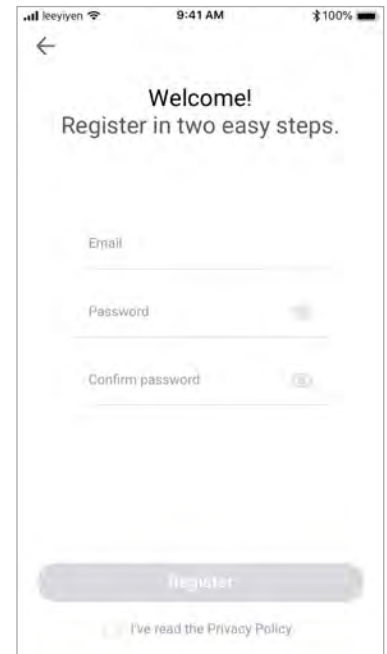 leeyiyen 9:41 AM 100%
Welcome!
Register in two easy steps.
Email
Password
Confirm password
Register
I've read the Privacy Policy